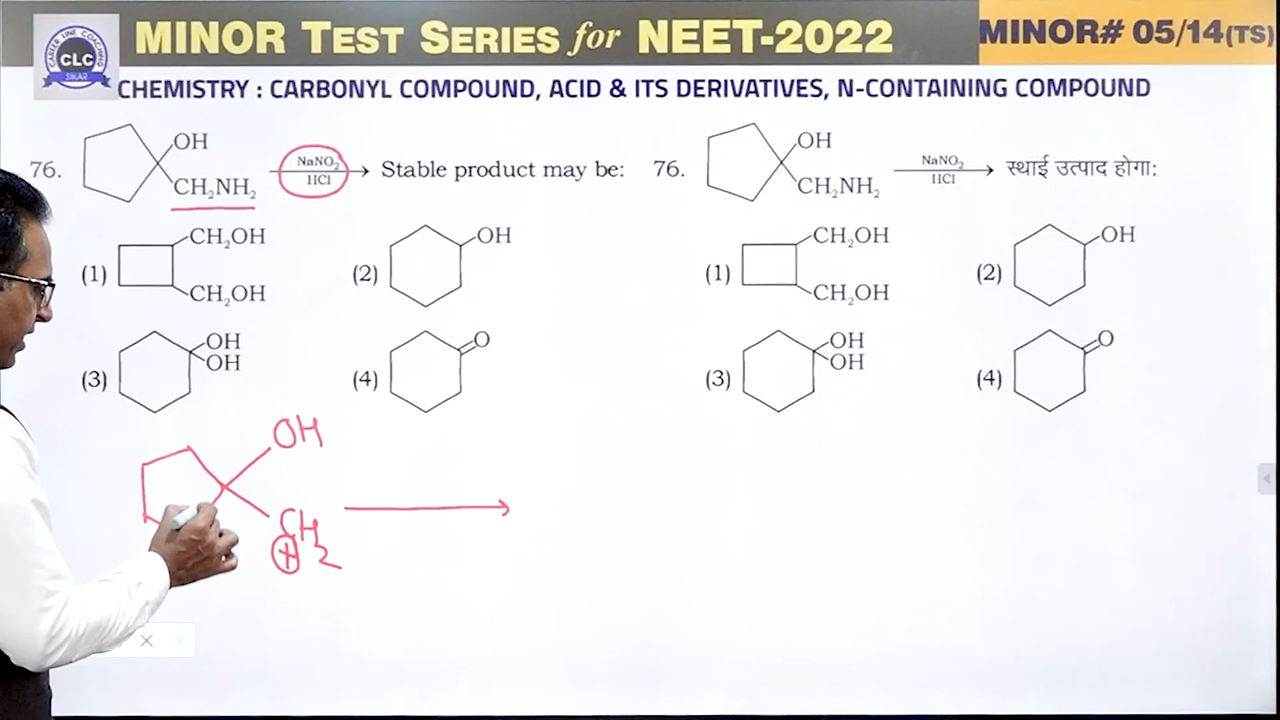 CAREER LINE COACHING
CLC
SIKAR
MINOR TEST SERIES for NEET-2022
MINOR# 05/14(TS)
CHEMISTRY : CARBONYL COMPOUND, ACID & ITS DERIVATIVES, N-CONTAINING COMPOUND
76.
OH
CH₂NH₂
NaNO₂
HCl
Stable product may be:
(1)
CH₂OH
CH₂OH
(2)
OH
(3)
OH
OH
(4)
O
76.
OH
CH₂NH₂
NaNO₂
HCl
स्थाई उत्पाद होगा:
(1)
CH₂OH
CH₂OH
(2)
OH
(3)
OH
OH
(4)
O
OH
CH₂
+